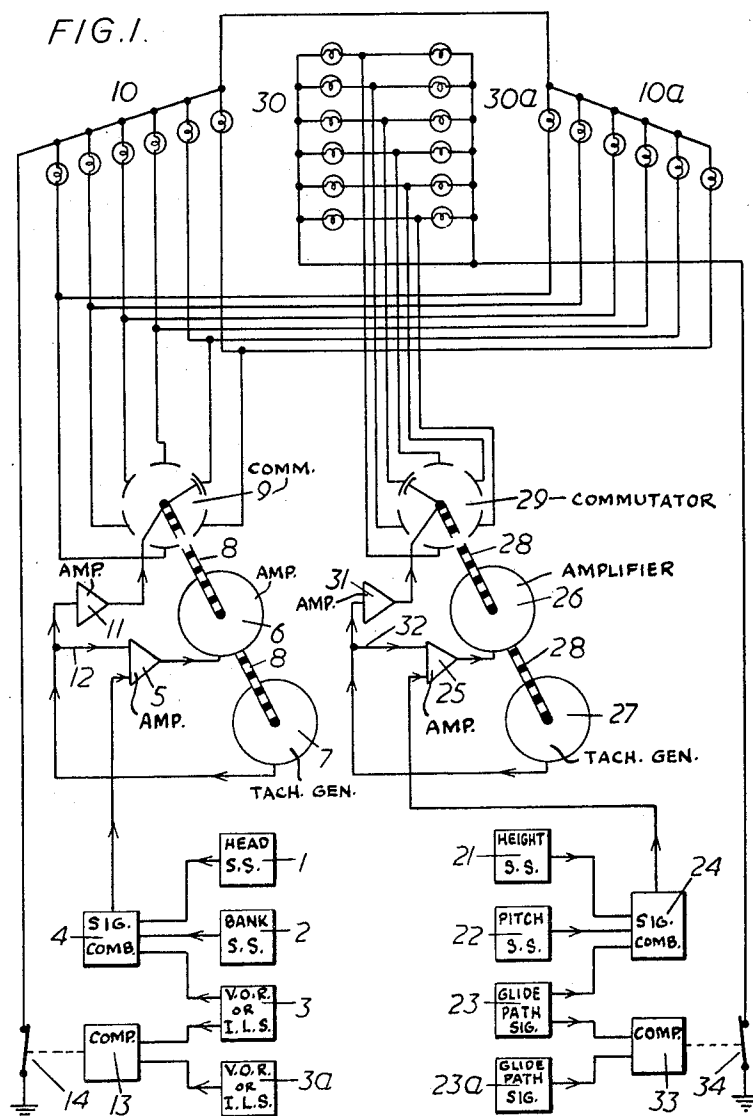 FIG.1.
10
30
30a
10a
COMM.
9
29 COMMUTATOR
8
28
AMP.
11
AMP.
6
AMP.
31
AMPLIFIER
26
12
5
AMP.
8
32
25
AMP.
28
7
TACH. GEN.
27
TACH. GEN.
HEAD S.S.
1
HEIGHT S.S.
21
24
SIG. COMB.
4
BANK S.S.
2
PITCH S.S.
22
SIG. COMB.
V.O.R. OR I.L.S.
3
GLIDE PATH SIG.
23
COMP.
13
14
V.O.R. OR I.L.S.
3a
GLIDE PATH SIG.
23a
COMP.
33
34